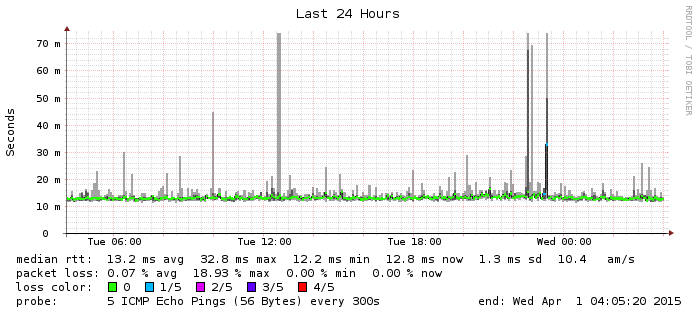 Last 24 Hours
RRDTOOL / TOBI OETIKER
Seconds
70 m
60 m
50 m
40 m
30 m
20 m
10 m
0
Tue 06:00 Tue 12:00 Tue 18:00 Wed 00:00
median rtt: 13.2 ms avg 32.8 ms max 12.2 ms min 12.8 ms now 1.3 ms sd 10.4 am/s
packet loss: 0.07 % avg 18.93 % max 0.00 % min 0.00 % now
loss color: 0 1/5 2/5 3/5 4/5
probe: 5 ICMP Echo Pings (56 Bytes) every 300s end: Wed Apr 1 04:05:20 2015